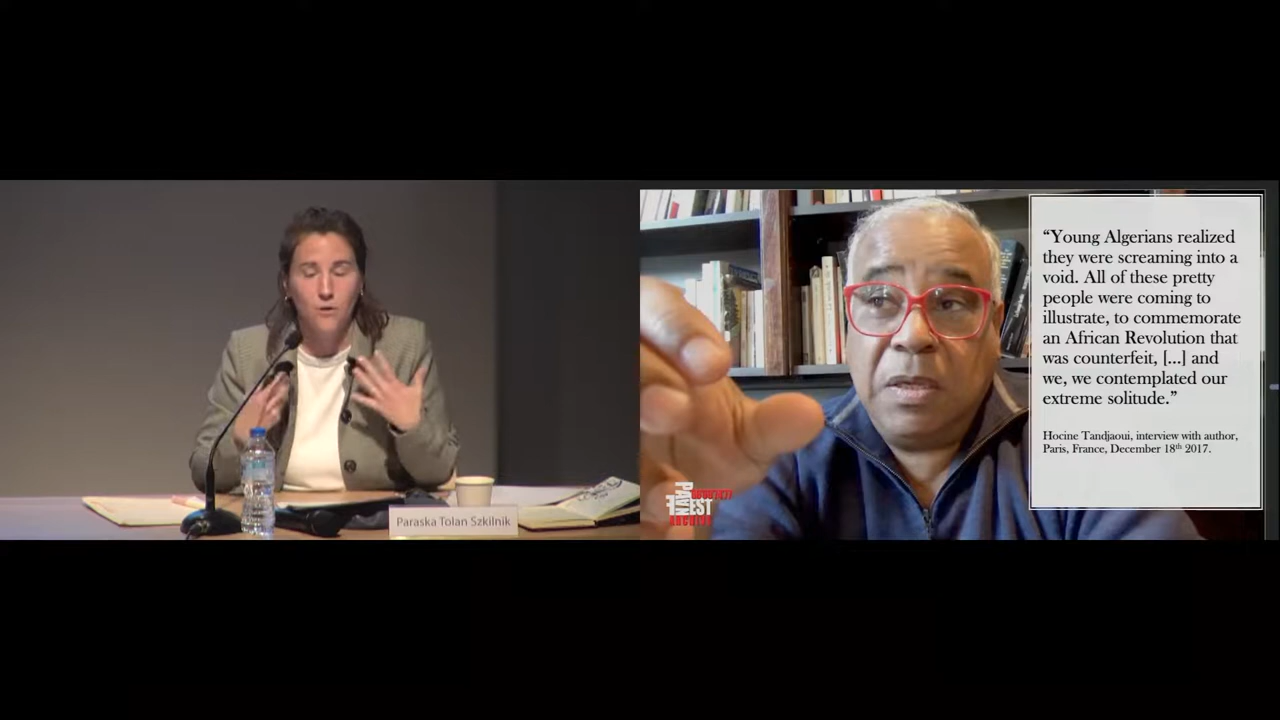 Paraska Tolan Szkilnik
“Young Algerians realized
they were screaming into a
void. All of these pretty
people were coming to
illustrate, to commemorate
an African Revolution that
was counterfeit, [...] and
we, we contemplated our
extreme solitude.”
Hocine Tandjaoui, interview with author,
Paris, France, December 18th 2017.